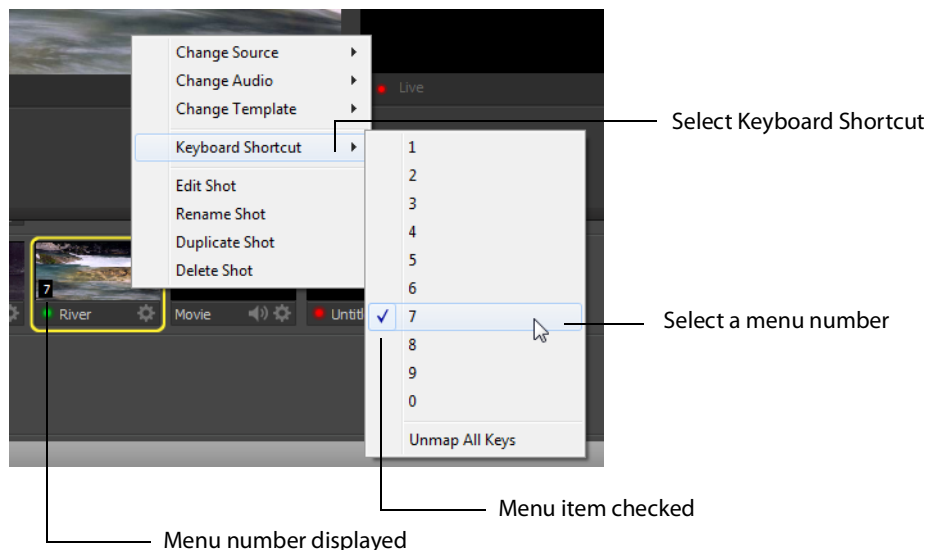 Change Source
Change Audio
Change Template
Keyboard Shortcut
Edit Shot
Rename Shot
Duplicate Shot
Delete Shot
Live
Select Keyboard Shortcut
1
2
3
4
5
6
7
8
9
0
Unmap All Keys
Select a menu number
7
River
Movie
Untitl
Menu item checked
Menu number displayed